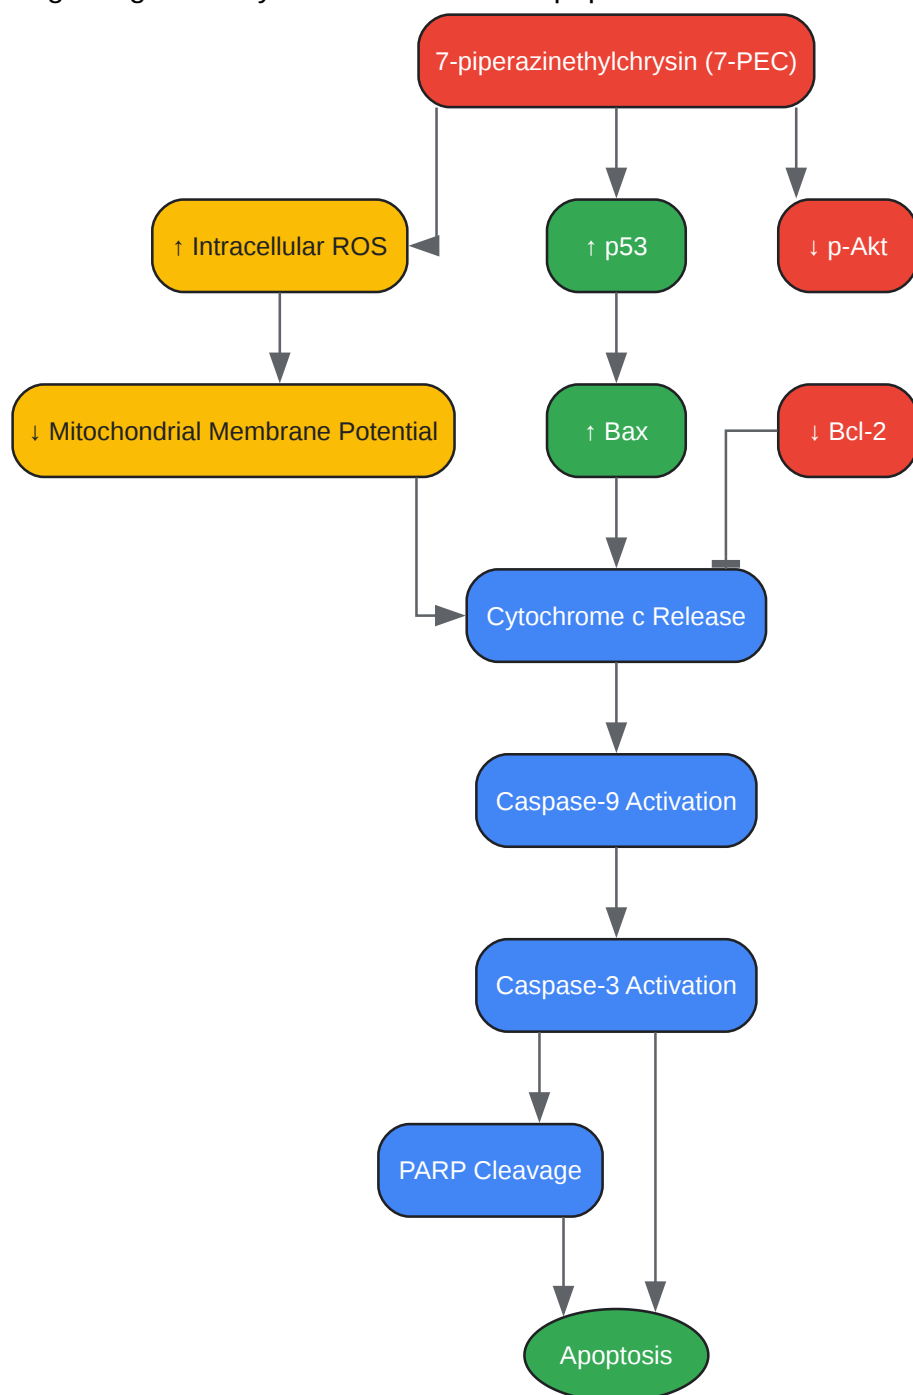 7-piperazinethylchrysin (7-PEC)
↑ Intracellular ROS
↑ p53
↓ p-Akt
↓ Mitochondrial Membrane Potential
↑ Bax
↓ Bcl-2
Cytochrome c Release
Caspase-9 Activation
Caspase-3 Activation
PARP Cleavage
Apoptosis